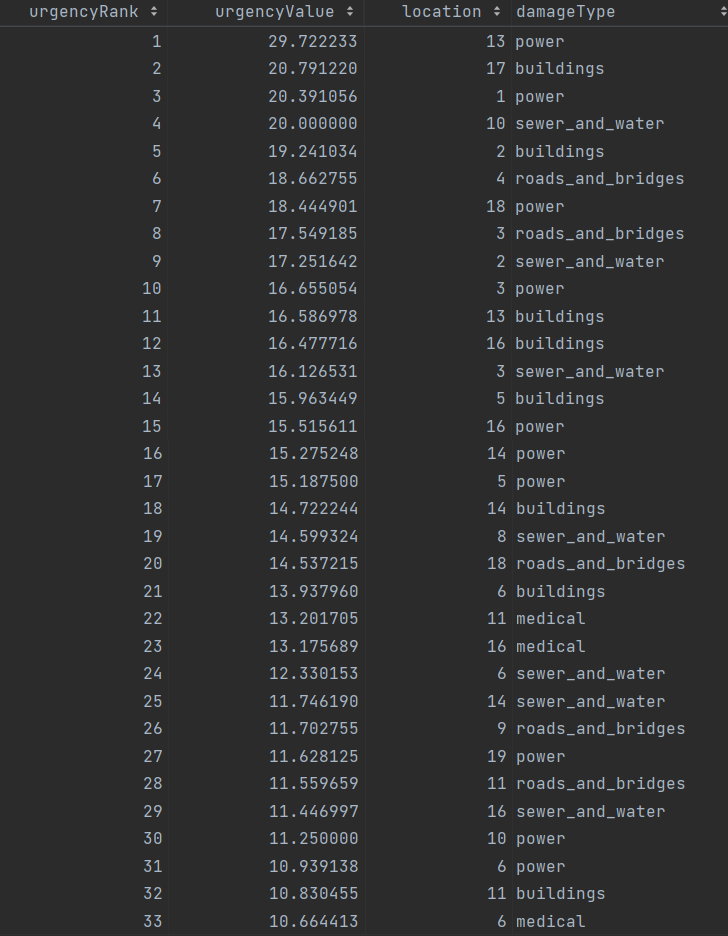 urgencyRank urgencyValue location damageType
1 29.722233 13 power
2 20.791220 17 buildings
3 20.391056 1 power
4 20.000000 10 sewer_and_water
5 19.241034 2 buildings
6 18.662755 4 roads_and_bridges
7 18.444901 18 power
8 17.549185 3 roads_and_bridges
9 17.251642 2 sewer_and_water
10 16.655054 3 power
11 16.586978 13 buildings
12 16.477716 16 buildings
13 16.126531 3 sewer_and_water
14 15.963449 5 buildings
15 15.515611 16 power
16 15.275248 14 power
17 15.187500 5 power
18 14.722244 14 buildings
19 14.599324 8 sewer_and_water
20 14.537215 18 roads_and_bridges
21 13.937960 6 buildings
22 13.201705 11 medical
23 13.175689 16 medical
24 12.330153 6 sewer_and_water
25 11.746190 14 sewer_and_water
26 11.702755 9 roads_and_bridges
27 11.628125 19 power
28 11.559659 11 roads_and_bridges
29 11.446997 16 sewer_and_water
30 11.250000 10 power
31 10.939138 6 power
32 10.830455 11 buildings
33 10.664413 6 medical